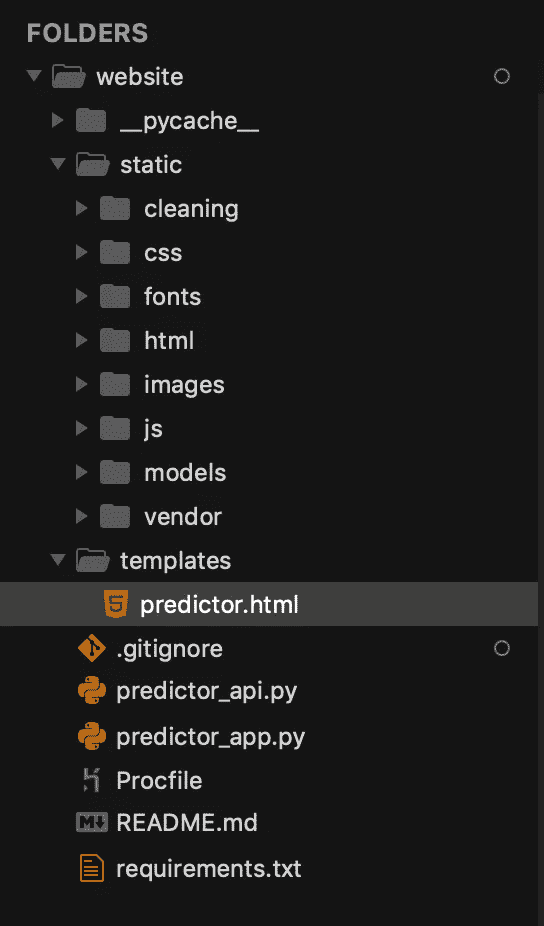 FOLDERS
website
__pycache__
static
cleaning
css
fonts
html
images
js
models
vendor
templates
predictor.html
.gitignore
predictor_api.py
predictor_app.py
Procfile
README.md
requirements.txt